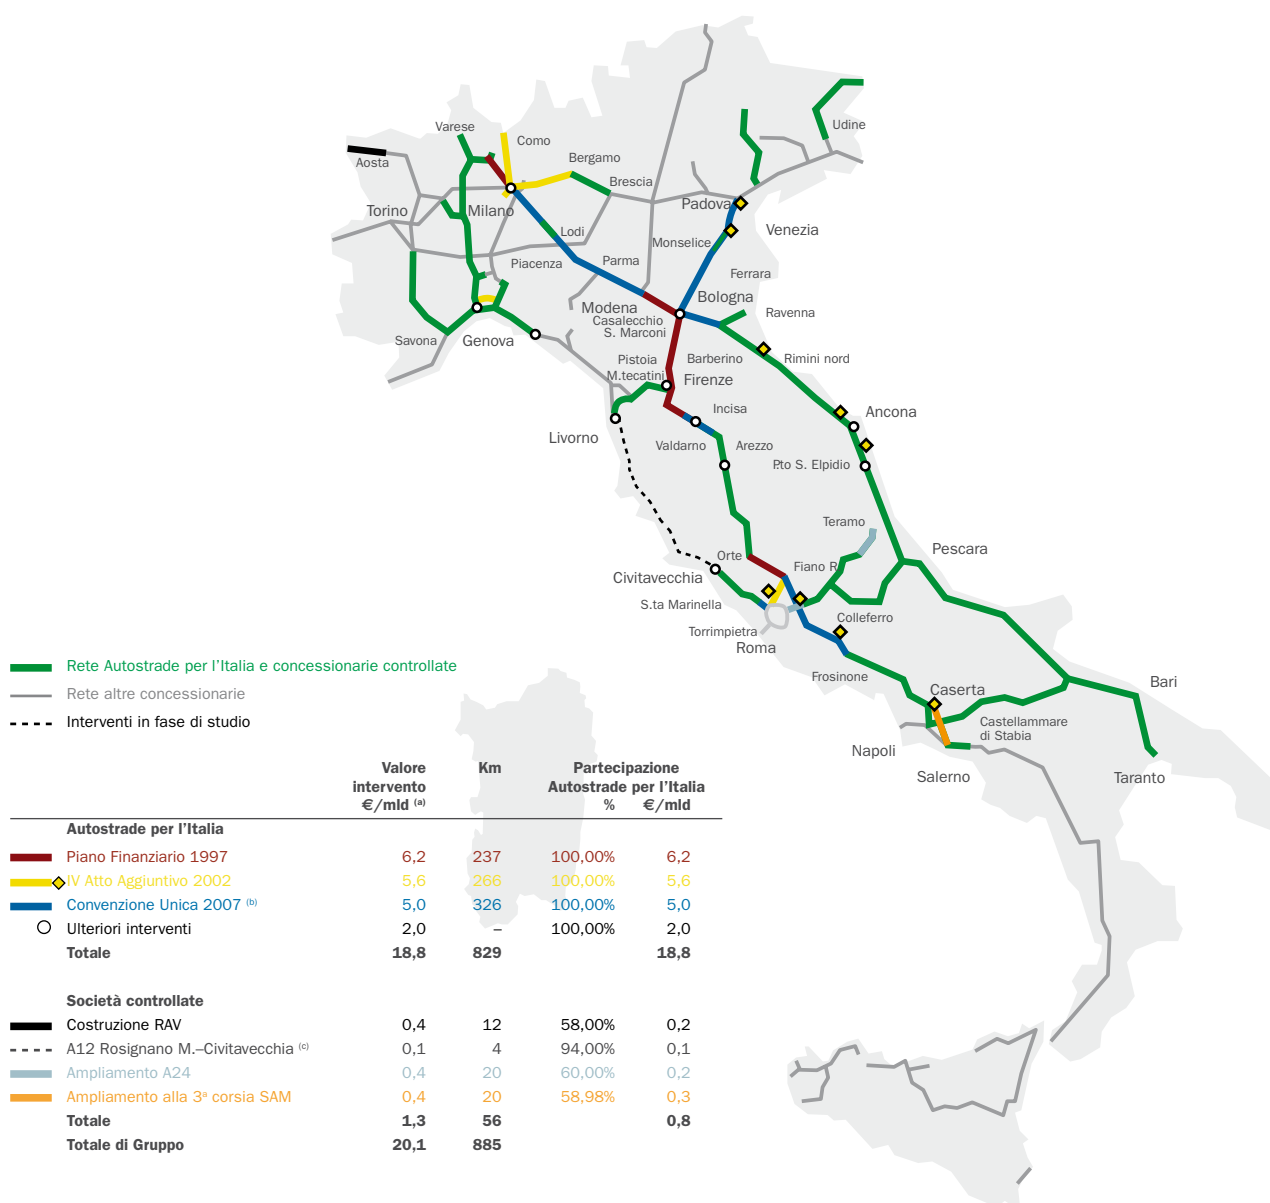 Varese
Como
Udine
Aosta
Bergamo
Brescia
Torino
Milano
Padova
Lodi
Monselice
Venezia
Piacenza
Parma
Ferrara
Modena
Bologna
Casalecchio
S. Marconi
Ravenna
Savona
Genova
Pistoia
Barberino
Rimini nord
M.tecatini
Firenze
Incisa
Ancona
Livorno
Valdarno
Arezzo
P.to S. Elpidio
Teramo
Orte
Fiano R
Pescara
Civitavecchia
S.ta Marinella
Colleferro
Torrimpietra
Roma
Frosinone
Caserta
Bari
Castellammare
di Stabia
Napoli
Salerno
Taranto
Rete Autostrade per l'Italia e concessionarie controllate
Rete altre concessionarie
Interventi in fase di studio
Valore Km Partecipazione
intervento Autostrade per l'Italia
€/mld (a) % €/mld
Autostrade per l'Italia
Piano Finanziario 1997 6,2 237 100,00% 6,2
IV Atto Aggiuntivo 2002 5,6 266 100,00% 5,6
Convenzione Unica 2007 (b) 5,0 326 100,00% 5,0
Ulteriori interventi 2,0 – 100,00% 2,0
Totale 18,8 829 18,8
Società controllate
Costruzione RAV 0,4 12 58,00% 0,2
A12 Rosignano M.–Civitavecchia (c) 0,1 4 94,00% 0,1
Ampliamento A24 0,4 20 60,00% 0,2
Ampliamento alla 3ª corsia SAM 0,4 20 58,98% 0,3
Totale 1,3 56 0,8
Totale di Gruppo 20,1 885